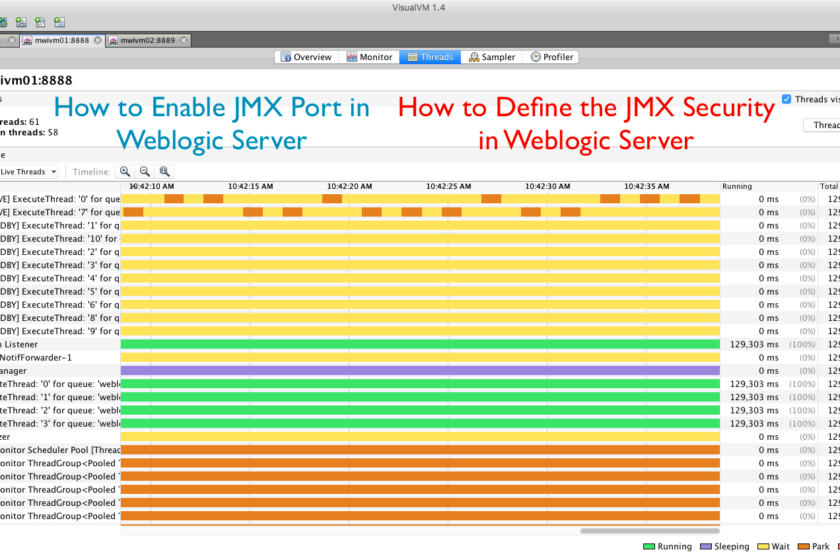 VisualVM 1.4
mwivm01:8888
mwivm02:8889
Overview Monitor Threads Sampler Profiler
ivm01:8888
How to Enable JMX Port in
Weblogic Server
How to Define the JMX Security
in Weblogic Server
Threads vis
reads: 61
n threads: 58
Thread
e
Live Threads Timeline:
10:42:10 AM 10:42:15 AM 10:42:20 AM 10:42:25 AM 10:42:30 AM 10:42:35 AM Running Total
VE] ExecuteThread: '0' for que 0 ms (0%) 129
VE] ExecuteThread: '7' for que 0 ms (0%) 129
DBY] ExecuteThread: '1' for q 0 ms (0%) 129
DBY] ExecuteThread: '10' for 0 ms (0%) 129
DBY] ExecuteThread: '2' for q 0 ms (0%) 129
DBY] ExecuteThread: '3' for q 0 ms (0%) 129
DBY] ExecuteThread: '4' for q 0 ms (0%) 129
DBY] ExecuteThread: '5' for q 0 ms (0%) 129
DBY] ExecuteThread: '6' for q 0 ms (0%) 129
DBY] ExecuteThread: '8' for q 0 ms (0%) 129
DBY] ExecuteThread: '9' for q 0 ms (0%) 129
n Listener 129,303 ms (100%) 129
NotifForwarder-1 0 ms (0%) 129
anager 0 ms (0%) 129
teThread: '0' for queue: 'webl 129,303 ms (100%) 129
teThread: '1' for queue: 'webl 129,303 ms (100%) 129
teThread: '2' for queue: 'webl 129,303 ms (100%) 129
teThread: '3' for queue: 'webl 129,303 ms (100%) 129
zer 0 ms (0%) 129
onitor Scheduler Pool [Threac 0 ms (0%) 129
onitor ThreadGroup<Pooled 0 ms (0%) 129
onitor ThreadGroup<Pooled 0 ms (0%) 129
onitor ThreadGroup<Pooled 0 ms (0%) 129
onitor ThreadGroup<Pooled 0 ms (0%) 129
onitor ThreadGroup<Pooled 0 ms (0%) 129
Running Sleeping Wait Park